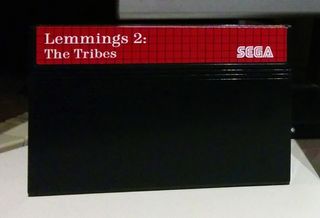 Lemmings 2:
The Tribes
SEGA